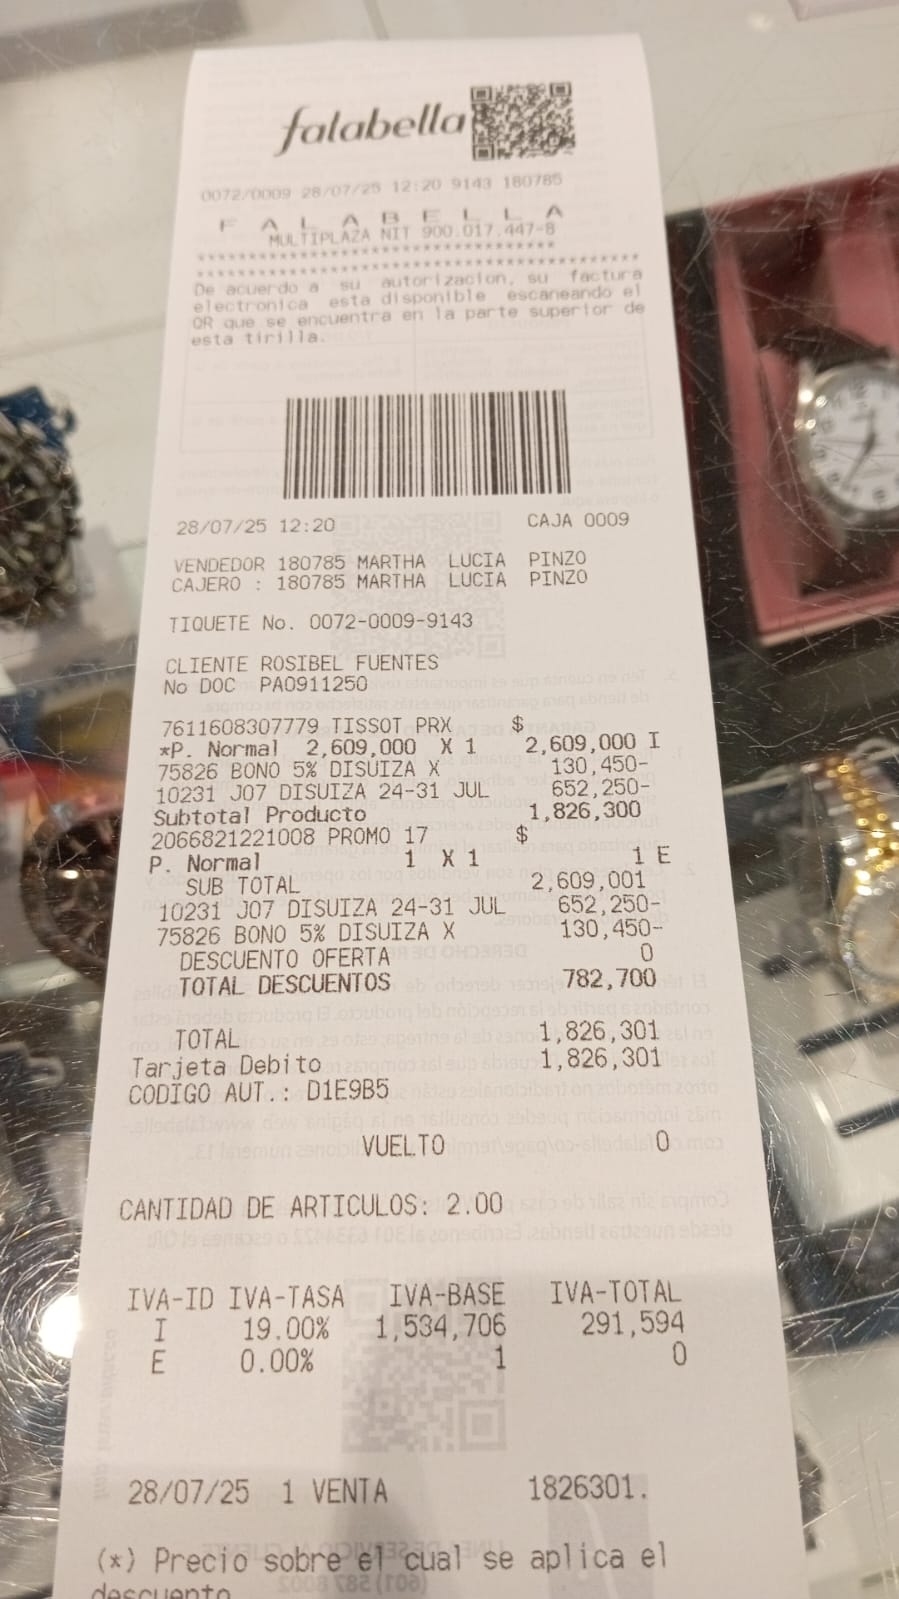 falabella
0072/0009 28/07/25 12:20 9143 180785
F A L A B E L L A
MULTIPLAZA NIT 900.017.447-8
De acuerdo a su autorizacion, su factura
electronica esta disponible escaneando el
QR que se encuentra en la parte superior de
esta tirilla.
28/07/25 12:20 CAJA 0009
VENDEDOR 180785 MARTHA LUCIA PINZO
CAJERO : 180785 MARTHA LUCIA PINZO
TIQUETE No. 0072-0009-9143
CLIENTE ROSIBEL FUENTES
No DOC PA0911250
7611608307779 TISSOT PRX $
*P. Normal 2,609,000 X 1 2,609,000 I
75826 BONO 5% DISUIZA X 130,450-
10231 J07 DISUIZA 24-31 JUL 652,250-
Subtotal Producto 1,826,300
2066821221008 PROMO 17 $
P. Normal 1 X 1 1 E
SUB TOTAL 2,609,001
10231 J07 DISUIZA 24-31 JUL 652,250-
75826 BONO 5% DISUIZA X 130,450-
DESCUENTO OFERTA 0
TOTAL DESCUENTOS 782,700
TOTAL 1,826,301
Tarjeta Debito 1,826,301
CODIGO AUT.: D1E9B5
VUELTO 0
CANTIDAD DE ARTICULOS: 2.00
IVA-ID IVA-TASA IVA-BASE IVA-TOTAL
I 19.00% 1,534,706 291,594
E 0.00% 1 0
28/07/25 1 VENTA 1826301.
(*) Precio sobre el cual se aplica el
descuento